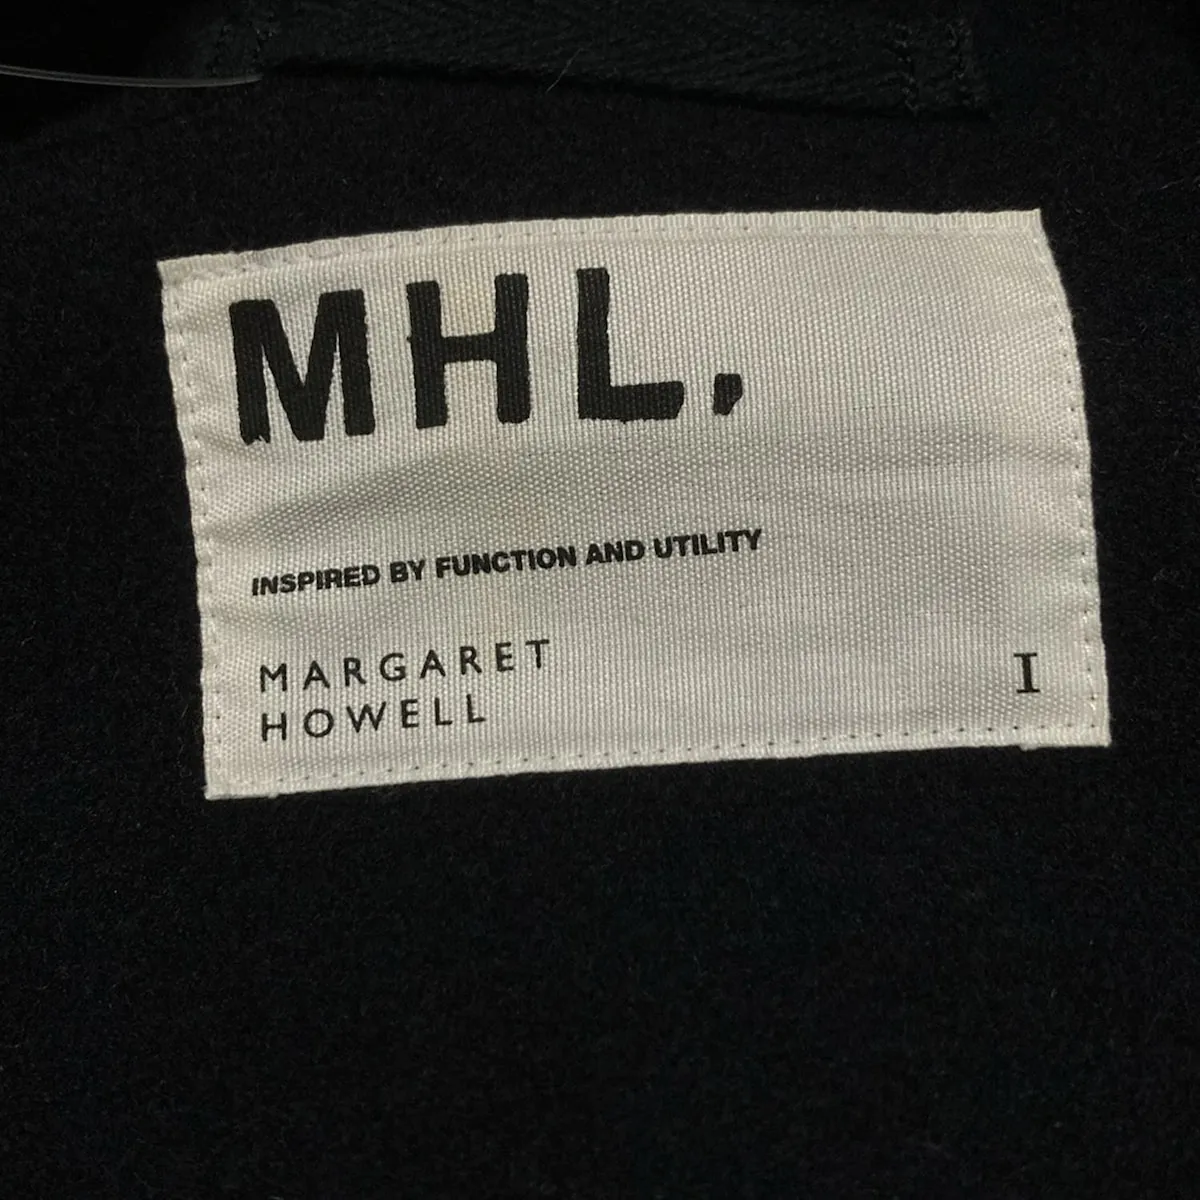 MHL.
INSPIRED BY FUNCTION AND UTILITY
MARGARET
HOWELL
I